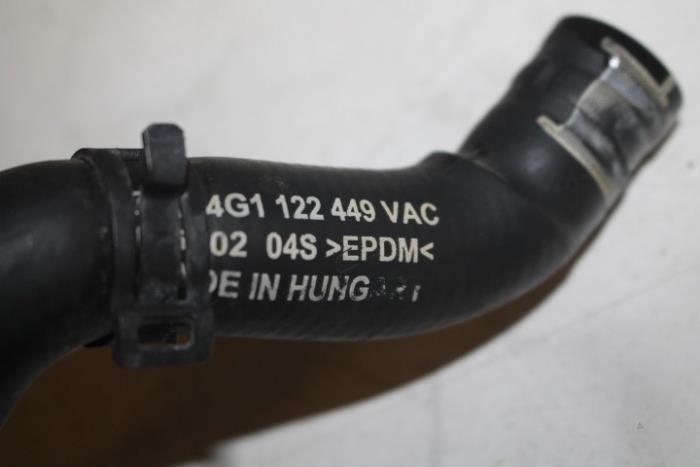 4G1 122 449 VAC
02 04S >EPDM<
DE IN HUNGARY